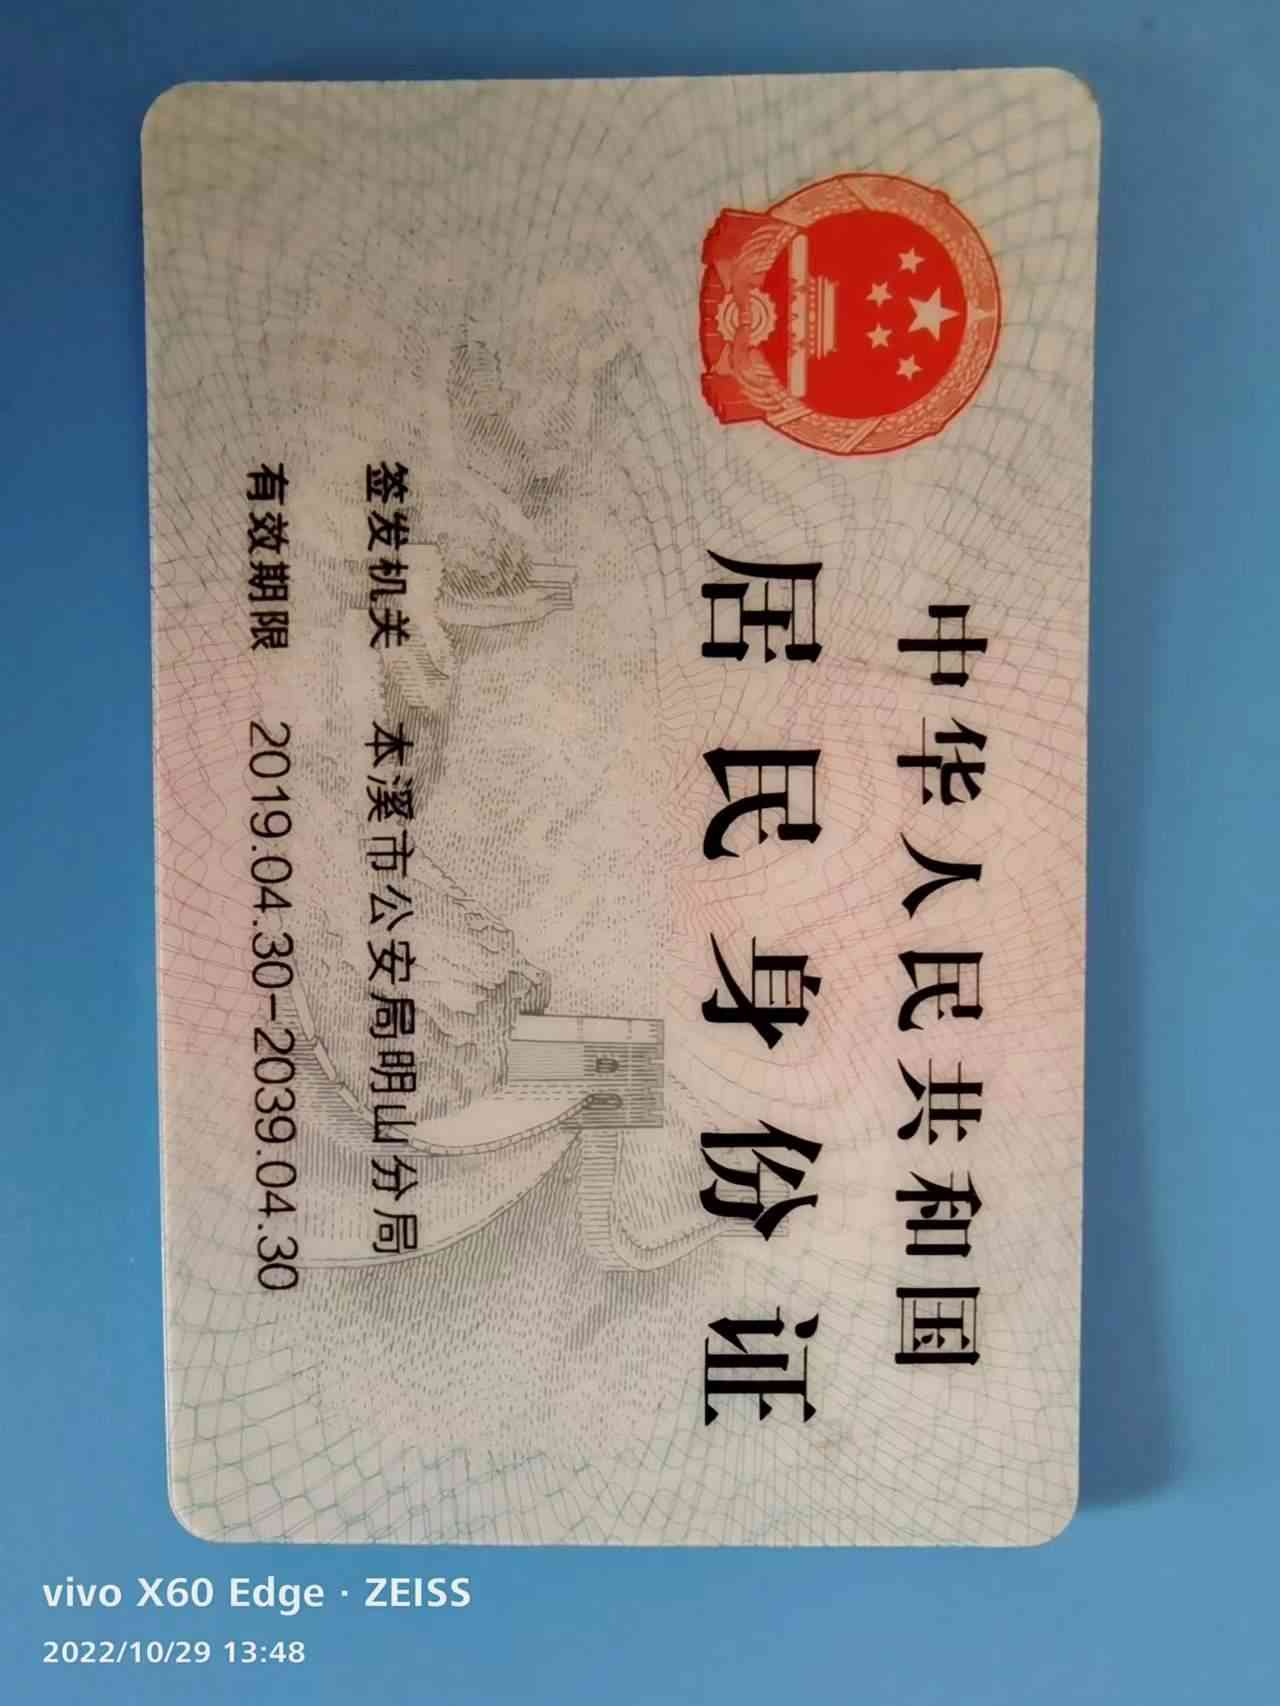 中华人民共和国
居民身份证
签发机关 本溪市公安局明山分局
有效期限 2019.04.30-2039.04.30
vivo X60 Edge · ZEISS
2022/10/29 13:48